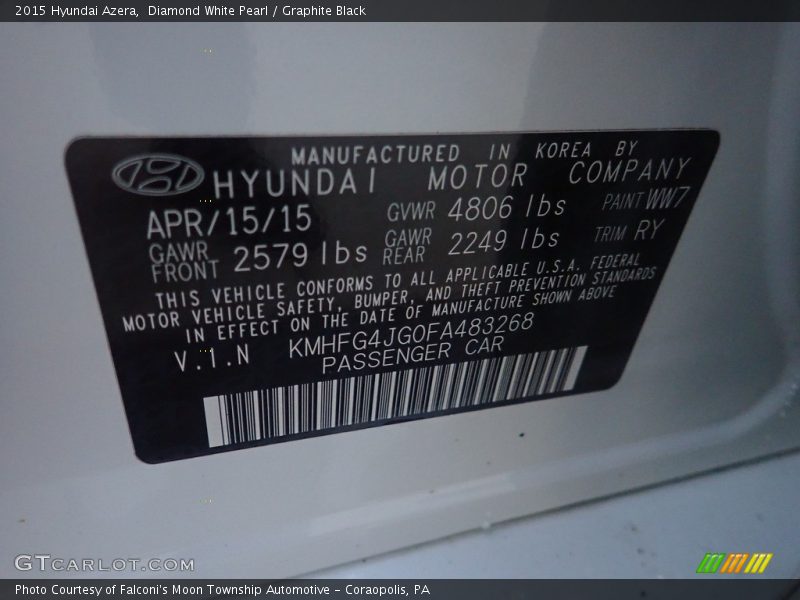 2015 Hyundai Azera, Diamond White Pearl / Graphite Black
MANUFACTURED IN KOREA BY
HYUNDAI MOTOR COMPANY
APR/15/15 GVWR 4806 lbs PAINT WW7
GAWR FRONT 2579 lbs GAWR REAR 2249 lbs TRIM RY
THIS VEHICLE CONFORMS TO ALL APPLICABLE U.S.A. FEDERAL
MOTOR VEHICLE SAFETY, BUMPER, AND THEFT PREVENTION STANDARDS
IN EFFECT ON THE DATE OF MANUFACTURE SHOWN ABOVE
V.I.N KMHFG4JG0FA483268
PASSENGER CAR
GTCARLOT.COM
Photo Courtesy of Falconi's Moon Township Automotive - Coraopolis, PA